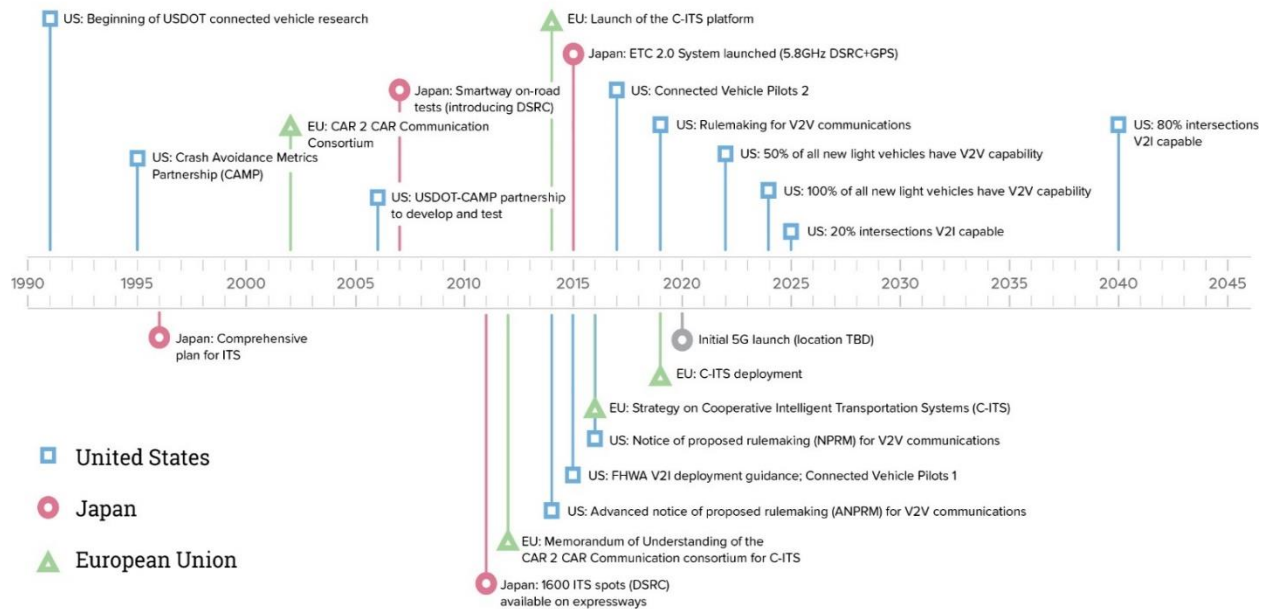 US: Beginning of USDOT connected vehicle research
EU: Launch of the C-ITS platform
Japan: ETC 2.0 System launched (5.8GHz DSRC+GPS)
Japan: Smartway on-road
tests (introducing DSRC)
US: Connected Vehicle Pilots 2
EU: CAR 2 CAR Communication
Consortium
US: Rulemaking for V2V communications
US: 80% intersections
V2I capable
US: Crash Avoidance Metrics
Partnership (CAMP)
US: 50% of all new light vehicles have V2V capability
US: USDOT-CAMP partnership
to develop and test
US: 100% of all new light vehicles have V2V capability
US: 20% intersections V2I capable
1990 1995 2000 2005 2011 2015 2020 2025 2030 2035 2040 2045
Japan: Comprehensive
plan for ITS
Initial 5G launch (location TBD)
EU: C-ITS deployment
EU: Strategy on Cooperative Intelligent Transportation Systems (C-ITS)
US: Notice of proposed rulemaking (NPRM) for V2V communications
US: FHWA V2I deployment guidance; Connected Vehicle Pilots 1
US: Advanced notice of proposed rulemaking (ANPRM) for V2V communications
EU: Memorandum of Understanding of the
CAR 2 CAR Communication consortium for C-ITS
Japan: 1600 ITS spots (DSRC)
available on expressways
United States
Japan
European Union